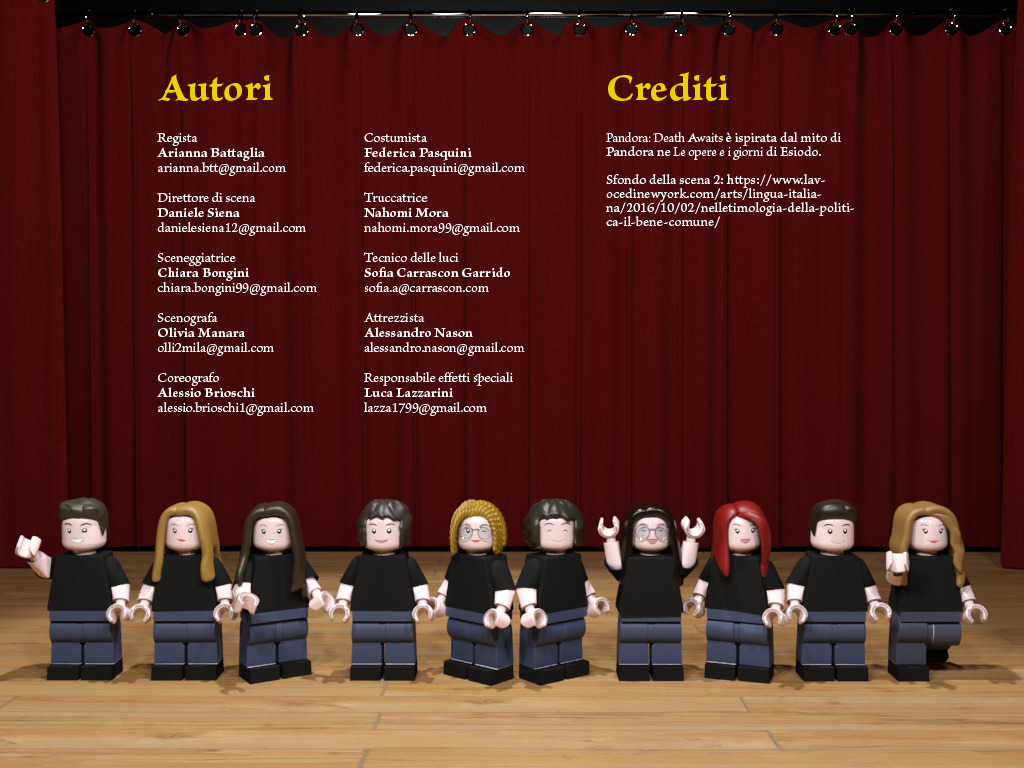 Autori
Regista
Arianna Battaglia
arianna.btt@gmail.com
Direttore di scena
Daniele Siena
danielesiena12@gmail.com
Sceneggiatrice
Chiara Bongini
chiara.bongini99@gmail.com
Scenografa
Olivia Manara
olli2mila@gmail.com
Coreografo
Alessio Brioschi
alessio.brioschi1@gmail.com
Costumista
Federica Pasquini
federica.pasquini@gmail.com
Truccatrice
Nahomi Mora
nahomi.mora99@gmail.com
Tecnico delle luci
Sofia Carrascon Garrido
sofia.a@carrascon.com
Attrezzista
Alessandro Nason
alessandro.nason@gmail.com
Responsabile effetti speciali
Luca Lazzarini
lazza1799@gmail.com
Crediti
Pandora: Death Awaits è ispirata dal mito di
Pandora ne Le opere e i giorni di Esiodo.
Sfondo della scena 2: https://www.lav-
ocedinewyork.com/arts/lingua-italia-
na/2016/10/02/nelletimologia-della-politi-
ca-il-bene-comune/